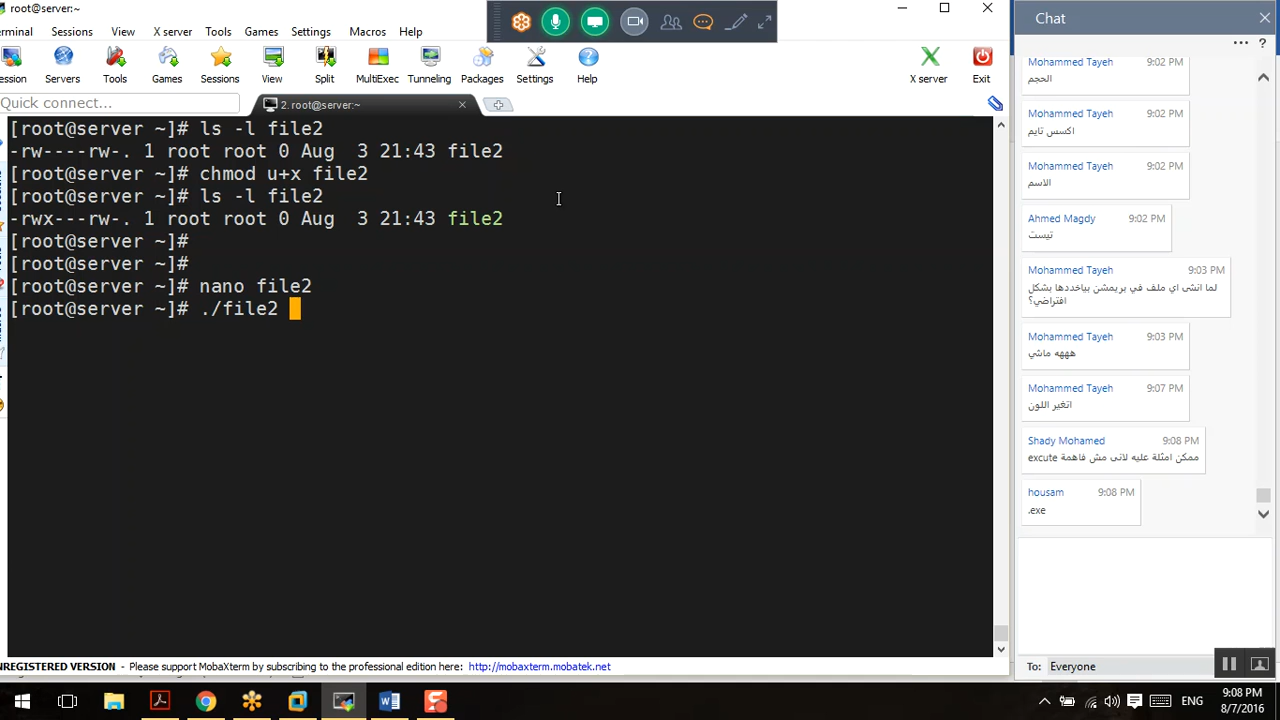 root@server:~
erminal Sessions View X server Tools Games Settings Macros Help
ession Servers Tools Games Sessions View Split MultiExec Tunneling Packages Settings Help X server Exit
Quick connect...
2. root@server:~
[root@server ~]# ls -l file2
-rw----rw-. 1 root root 0 Aug  3 21:43 file2
[root@server ~]# chmod u+x file2
[root@server ~]# ls -l file2
-rwx---rw-. 1 root root 0 Aug  3 21:43 file2
[root@server ~]#
[root@server ~]#
[root@server ~]# nano file2
[root@server ~]# ./file2
NREGISTERED VERSION - Please support MobaXterm by subscribing to the professional edition here: http://mobaxterm.mobatek.net
Chat
Mohammed Tayeh 9:02 PM
الحجم
Mohammed Tayeh 9:02 PM
اكسس تايم
Mohammed Tayeh 9:02 PM
الاسم
Ahmed Magdy 9:02 PM
تيست
Mohammed Tayeh 9:03 PM
لما انشى اي ملف في بريمشن بياخددها بشكل
افتراضي؟
Mohammed Tayeh 9:03 PM
هههه ماشي
Mohammed Tayeh 9:07 PM
اتغير اللون
Shady Mohamed 9:08 PM
ممكن امثلة عليه لانى مش فاهمة excute
housam 9:08 PM
.exe
To: Everyone
ENG
9:08 PM
8/7/2016